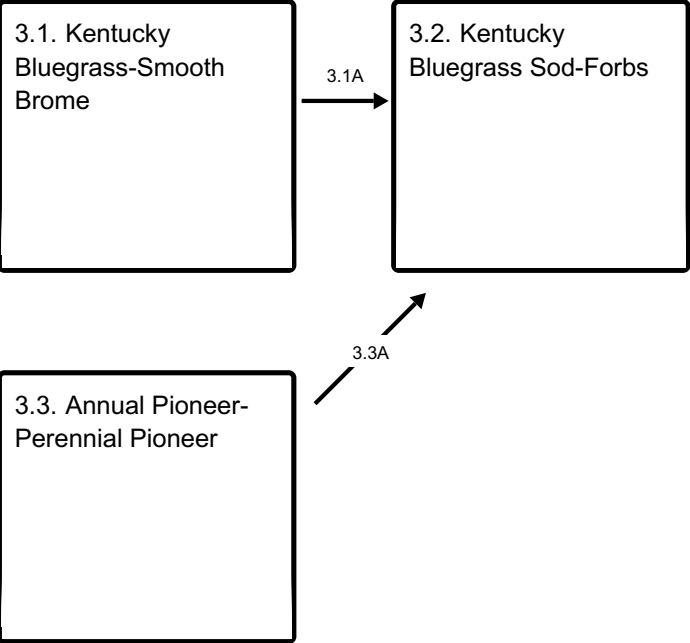 3.1. Kentucky
Bluegrass-Smooth
Brome
3.1A
3.2. Kentucky
Bluegrass Sod-Forbs
3.3A
3.3. Annual Pioneer-
Perennial Pioneer